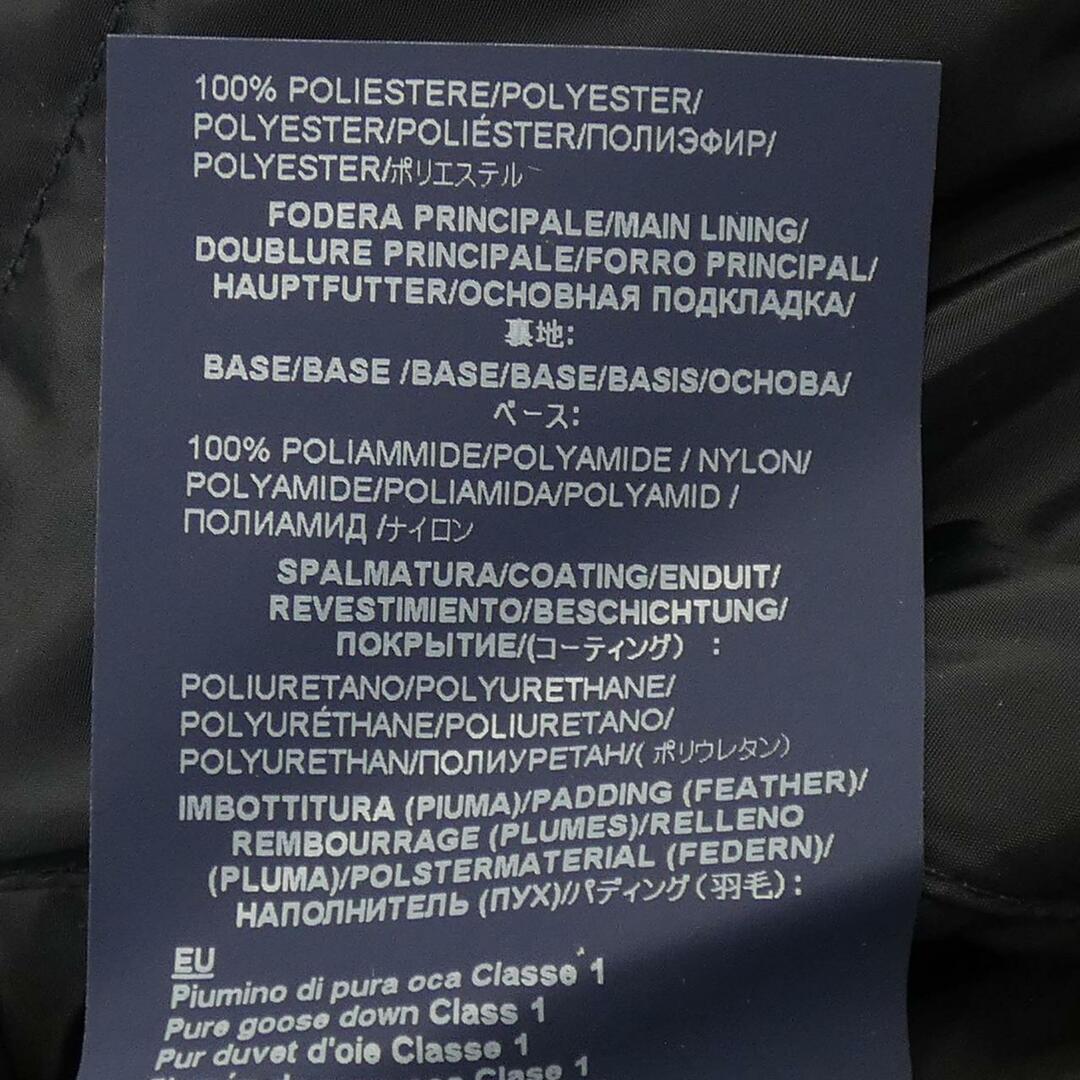 100% POLIESTERE/POLYESTER/
POLYESTER/POLIÉSTER/ПОЛИЭФИР/
POLYESTER/ポリエステル
FODERA PRINCIPALE/MAIN LINING/
DOUBLURE PRINCIPALE/FORRO PRINCIPAL/
HAUPTFUTTER/ОСНОВНАЯ ПОДКЛАДКА/
裏地:
BASE/BASE /BASE/BASE/BASIS/ОСНОВА/
ベース:
100% POLIAMMIDE/POLYAMIDE / NYLON/
POLYAMIDE/POLIAMIDA/POLYAMID /
ПОЛИАМИД /ナイロン
SPALMATURA/COATING/ENDUIT/
REVESTIMIENTO/BESCHICHTUNG/
ПОКРЫТИЕ/(コーティング) :
POLIURETANO/POLYURETHANE/
POLYURÉTHANE/POLIURETANO/
POLYURETHAN/ПОЛИУРЕТАН/( ポリウレタン)
IMBOTTITURA (PIUMA)/PADDING (FEATHER)/
REMBOURRAGE (PLUMES)/RELLENO
(PLUMA)/POLSTERMATERIAL (FEDERN)/
НАПОЛНИТЕЛЬ (ПУХ)/パディング(羽毛):
EU
Piumino di pura oca Classe 1
Pure goose down Class 1
Pur duvet d'oie Classe 1
Clase 1